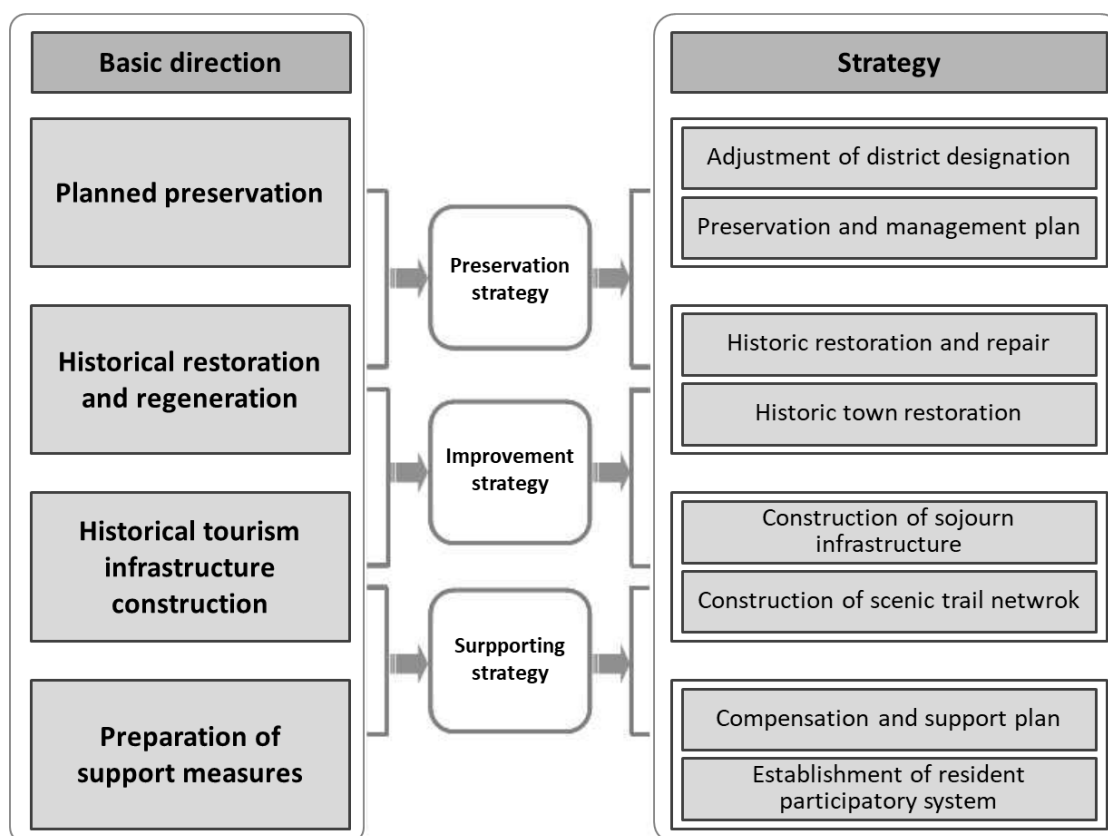 Basic direction
Planned preservation
Historical restoration
and regeneration
Historical tourism
infrastructure
construction
Preparation of
support measures
Preservation
strategy
Improvement
strategy
Surpporting
strategy
Strategy
Adjustment of district designation
Preservation and management plan
Historic restoration and repair
Historic town restoration
Construction of sojourn
infrastructure
Construction of scenic trail netwrok
Compensation and support plan
Establishment of resident
participatory system